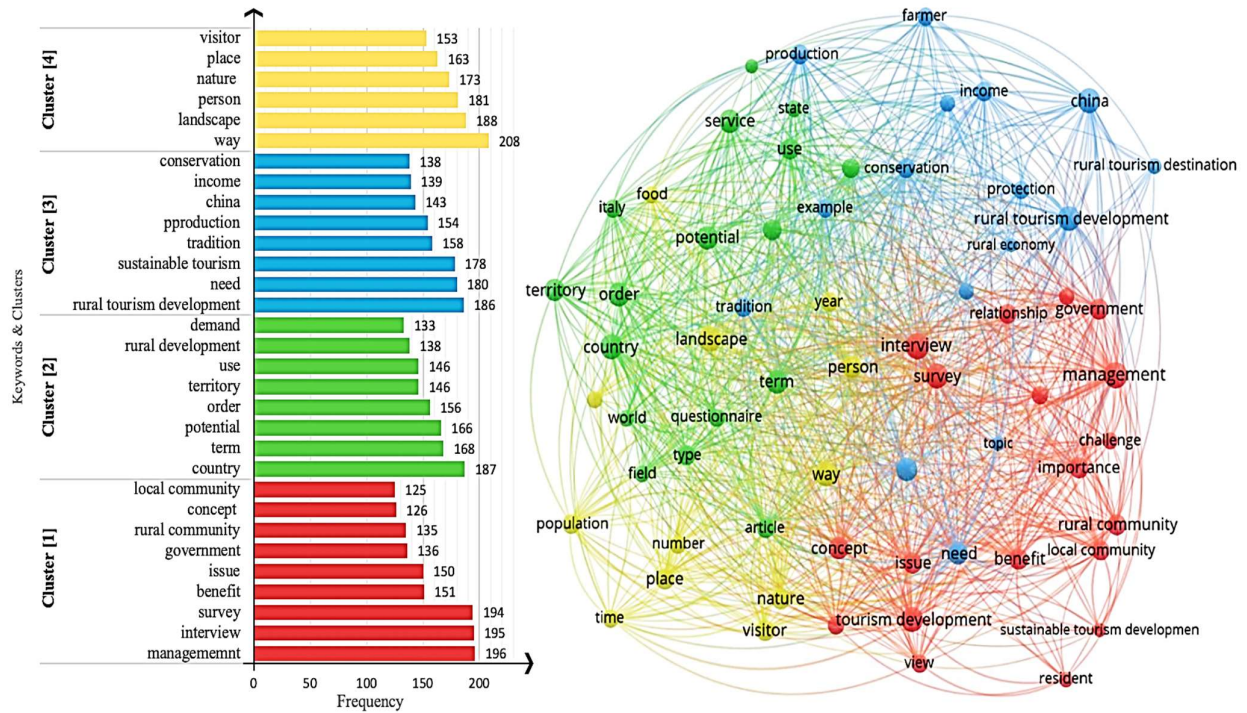 Keywords & Clusters
Cluster [4]
visitor 153
place 163
nature 173
person 181
landscape 188
way 208
Cluster [3]
conservation 138
income 139
china 143
pproduction 154
tradition 158
sustainable tourism 178
need 180
rural tourism development 186
Cluster [2]
demand 133
rural development 138
use 146
territory 146
order 156
potential 166
term 168
country 187
Cluster [1]
local community 125
concept 126
rural community 135
government 136
issue 150
benefit 151
survey 194
interview 195
managememnt 196
0 50 100 150 200
Frequency
farmer
production
income
china
state
service
use
conservation
rural tourism destination
protection
food
italy
example
rural tourism development
potential
rural economy
territory
order
tradition
year
relationship
government
landscape
country
interview
person
survey
management
term
world
questionnaire
topic
challenge
type
field
way
importance
population
article
rural community
number
concept
issue
need
benefit
local community
place
nature
time
visitor
tourism development
sustainable tourism developmen
view
resident